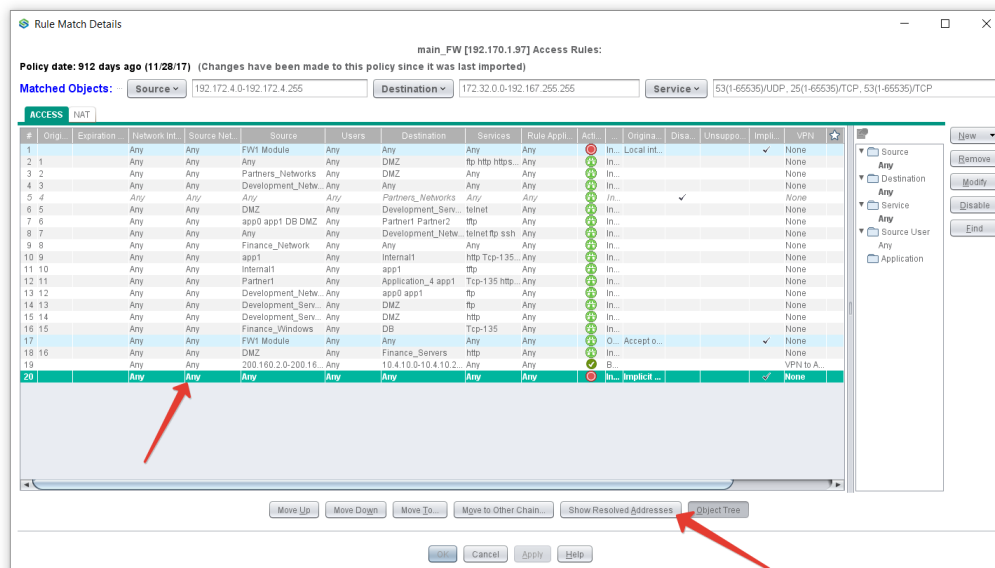 Rule Match Details
main_FW [192.170.1.97] Access Rules:
Policy date: 912 days ago (11/28/17) (Changes have been made to this policy since it was last imported)
Matched Objects: Source 192.172.4.0-192.172.4.255 Destination 172.32.0.0-192.167.255.255 Service 53(1-65535)/UDP, 25(1-65535)/TCP, 53(1-65535)/TCP
ACCESS NAT
# Origi... Expiration... Network Int... Source Net... Source Users Destination Services Rule Appli... Acti... ... Origina... Disa... Unsuppo... Impli... VPN
1 Any Any FW1 Module Any Any Any Any In... Local int... None
2 1 Any Any Any Any DMZ ftp http https... Any In... None
3 2 Any Any Partners_Networks Any DMZ Any Any In... None
4 3 Any Any Development_Netw... Any Any Any Any In... None
5 4 Any Any Any Any Partners_Networks Any Any In... None
6 5 Any Any DMZ Any Development_Serv... telnet Any In... None
7 6 Any Any app0 app1 DB DMZ Any Partner1 Partner2 tftp Any In... None
8 7 Any Any Any Any Development_Netw... telnet ftp ssh Any In... None
9 8 Any Any Finance_Network Any Any Any Any In... None
10 9 Any Any app1 Any Internal1 http Tcp-135... Any In... None
11 10 Any Any Internal1 Any app1 tftp Any In... None
12 11 Any Any Partner1 Any Application_4 app1 Tcp-135 http... Any In... None
13 12 Any Any Development_Netw... Any app0 app1 ftp Any In... None
14 13 Any Any Development_Serv... Any DMZ ftp Any In... None
15 14 Any Any Development_Serv... Any DMZ http Any In... None
16 15 Any Any Finance_Windows Any DB Tcp-135 Any In... None
17 Any Any FW1 Module Any Any Any Any O... Accept o... None
18 16 Any Any DMZ Any Finance_Servers http Any In... None
19 Any Any 200.160.2.0-200.16... Any 10.4.10.0-10.4.10.2... Any Any B... VPN to A...
20 Any Any Any Any Any Any Any In... Implicit ... None
Source
Any
Destination
Any
Service
Any
Source User
Any
Application
New
Remove
Modify
Disable
Find
Move Up Move Down Move To... Move to Other Chain... Show Resolved Addresses Object Tree
OK Cancel Apply Help